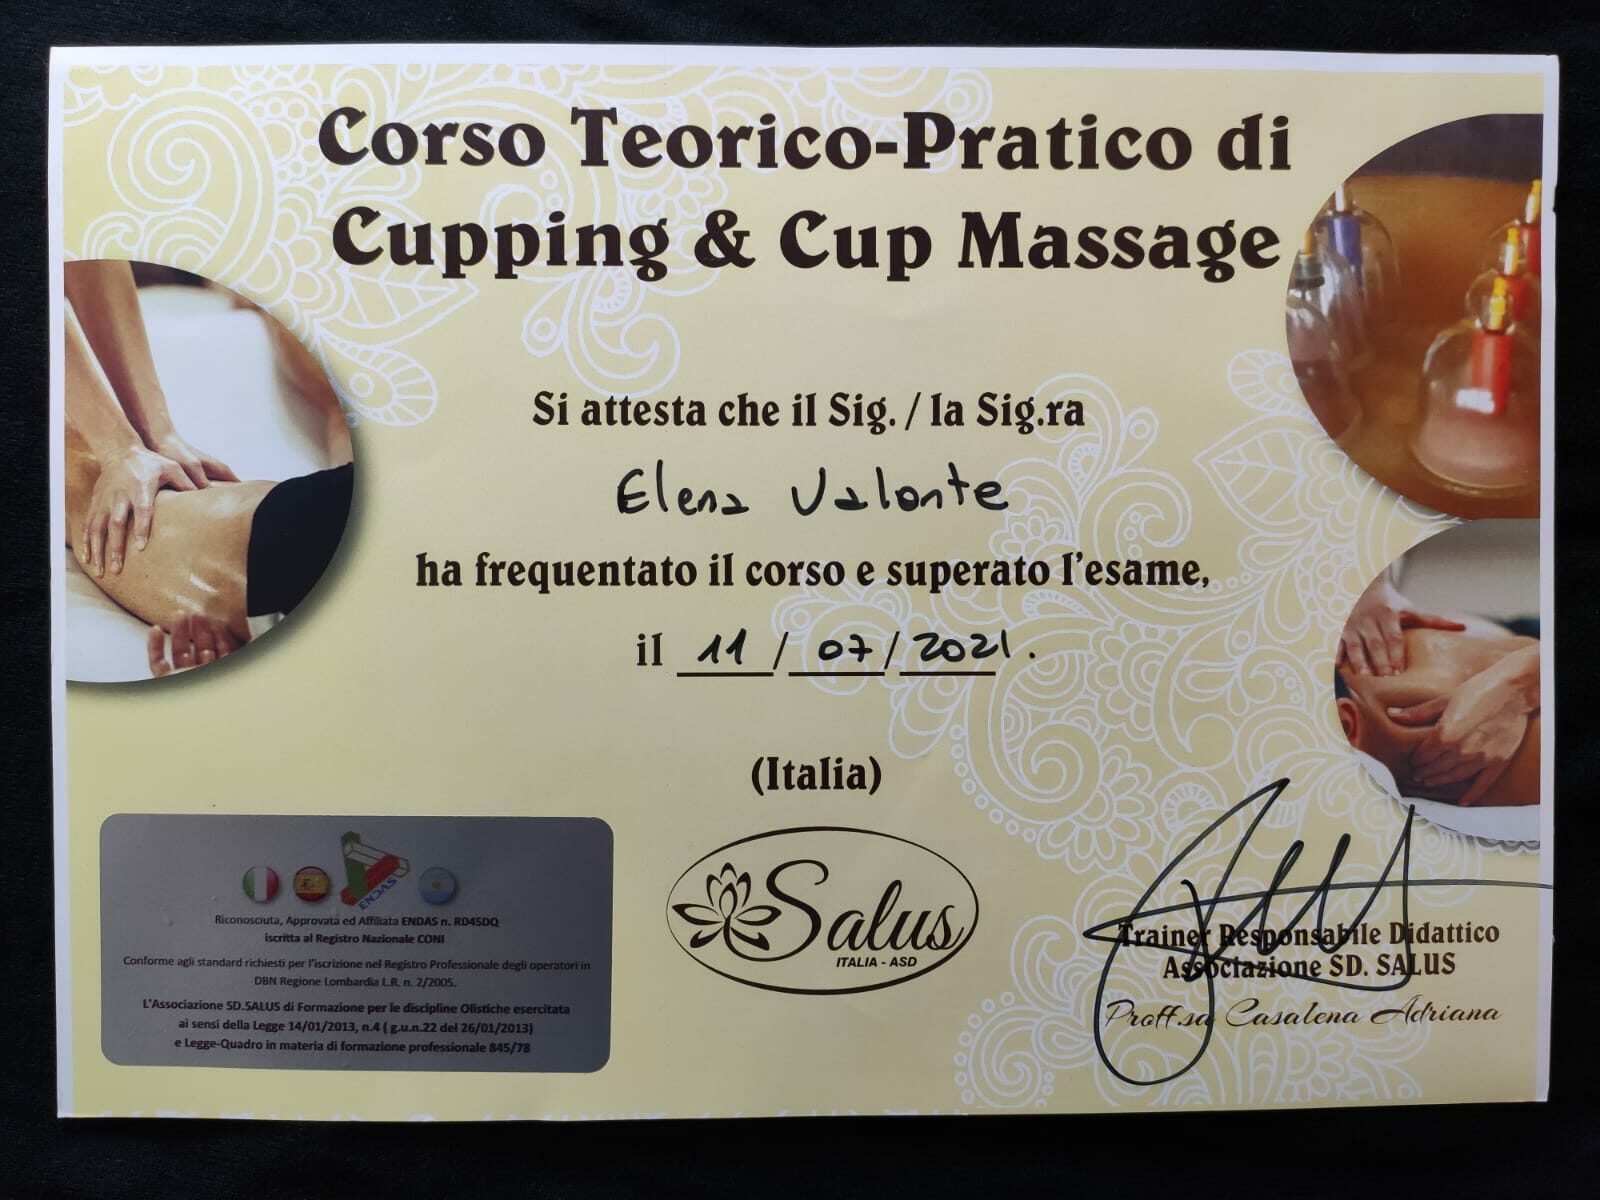 Corso Teorico-Pratico di
Cupping & Cup Massage
Si attesta che il Sig. / la Sig.ra
Elena Valente
ha frequentato il corso e superato l'esame,
il 11 / 07 / 2021 .
(Italia)
ENDAS
Riconosciuta, Approvata ed Affiliata ENDAS n. RD45DQ
iscritta al Registro Nazionale CONI
Conforme agli standard richiesti per l'iscrizione nel Registro Professionale degli operatori in
DBN Regione Lombardia L.R. n. 2/2005.
L'Associazione SD.SALUS di Formazione per le discipline Olistiche esercitata
ai sensi della Legge 14/01/2013, n.4 ( g.u.n.22 del 26/01/2013)
e Legge-Quadro in materia di formazione professionale 845/78
Salus
ITALIA - ASD
Trainer Responsabile Didattico
Associazione SD. SALUS
Proff.sa Casalena Adriana